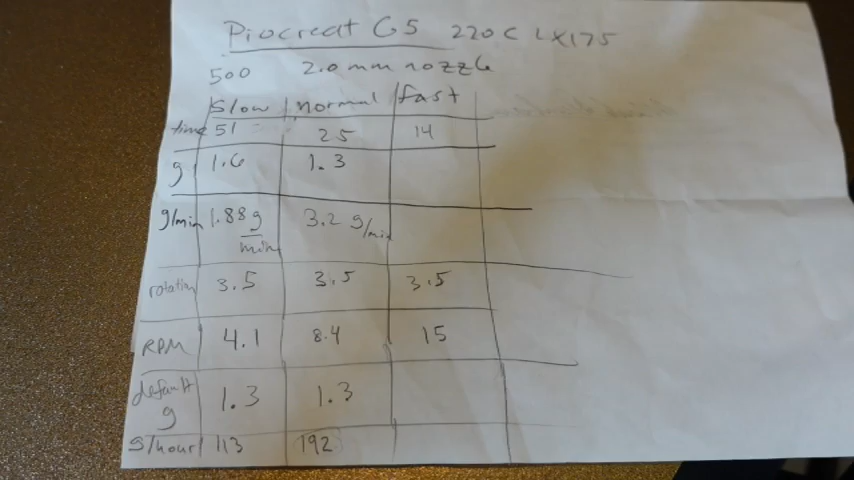 Piocreat G5 220C LX175
500 2.0mm nozzle
slow normal fast
time 51 25 14
g 1.6 1.3
g/min 1.88 g/min 3.2 g/min
rotation 3.5 3.5 3.5
RPM 4.1 8.4 15
default g 1.3 1.3
g/hour 113 192